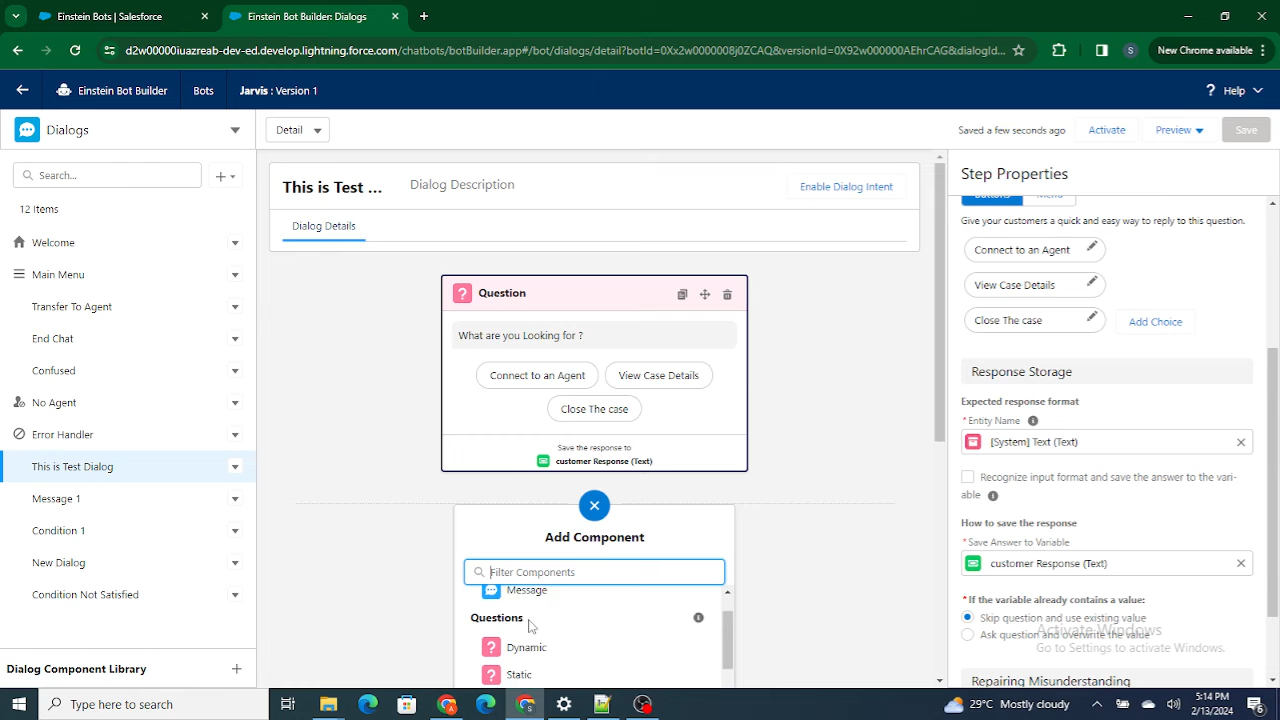 Einstein Bots | Salesforce
Einstein Bot Builder: Dialogs
d2w00000iuazreab-dev-ed.develop.lightning.force.com/chatbots/botBuilder.app#/bot/dialogs/detail?botId=0Xx2w0000008j0ZCAQ&versionId=0X92w000000AEhrCAG&dialogId...
S
New Chrome available
Einstein Bot Builder
Bots
Jarvis : Version 1
? Help
Dialogs
Detail
Saved a few seconds ago
Activate
Preview
Save
Search...
12 Items
Welcome
Main Menu
Transfer To Agent
End Chat
Confused
No Agent
Error Handler
This is Test Dialog
Message 1
Condition 1
New Dialog
Condition Not Satisfied
Dialog Component Library
This is Test ...
Dialog Description
Enable Dialog Intent
Dialog Details
Question
What are you Looking for ?
Connect to an Agent
View Case Details
Close The case
Save the response to
customer Response (Text)
Add Component
Filter Components
Message
Questions
Dynamic
Static
Step Properties
Buttons
Menu
Give your customers a quick and easy way to reply to this question.
Connect to an Agent
View Case Details
Close The case
Add Choice
Response Storage
Expected response format
*Entity Name
[System] Text (Text)
Recognize input format and save the answer to the vari-
able
How to save the response
*Save Answer to Variable
customer Response (Text)
*If the variable already contains a value:
Skip question and use existing value
Ask question and overwrite the value
Activate Windows
Go to Settings to activate Windows.
Repairing Misunderstanding
Type here to search
29°C Mostly cloudy
5:14 PM
2/13/2024
6